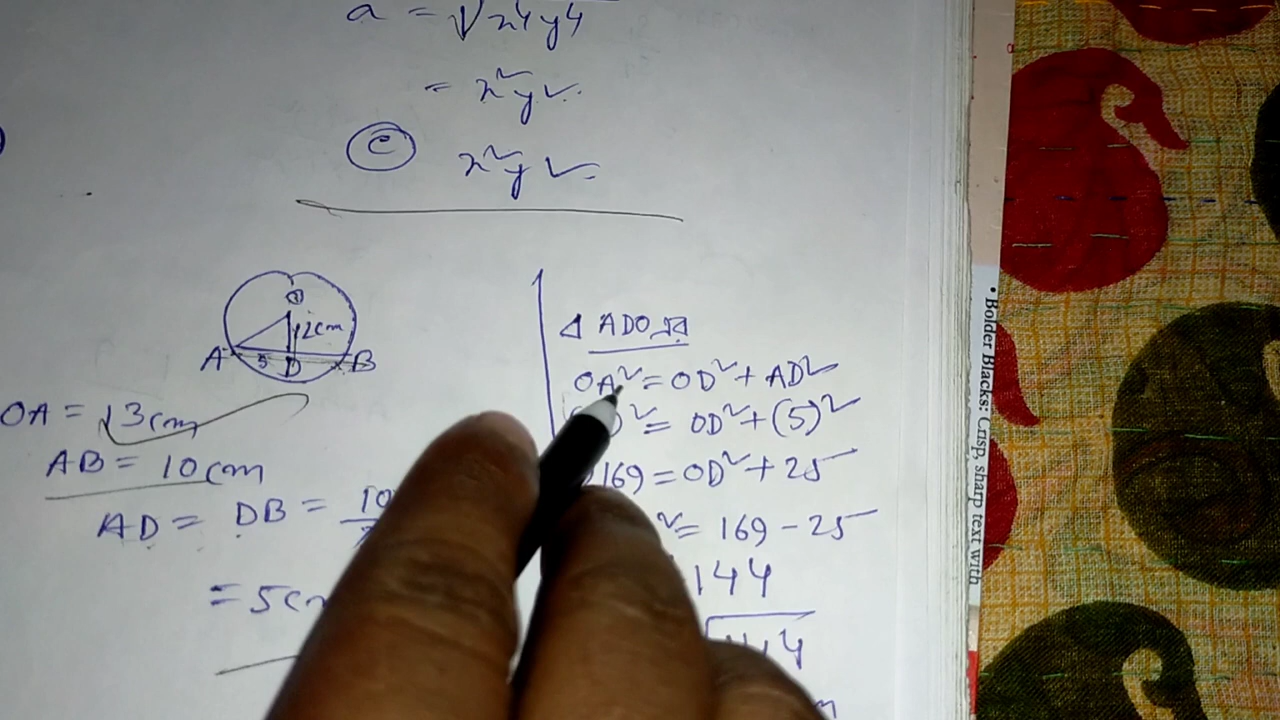 a = √x⁴y⁴
= x²y²
ⓒ x²y²
O
12cm
A 5 D B
OA = 13cm
AB = 10cm
AD = DB = 10
= 5cm
△ ADO
OA² = OD² + AD²
)² = OD² + (5)²
169 = OD² + 25
² = 169 - 25
144
• Bolder Blacks: Crisp, sharp text with